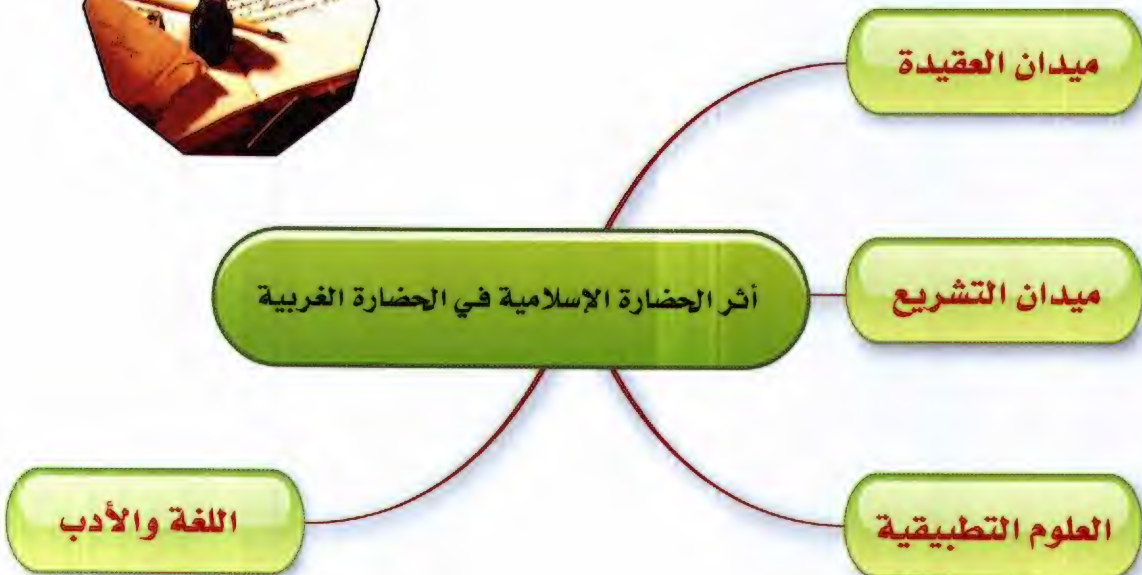 ميدان العقيدة
أثر الحضارة الإسلامية في الحضارة الغربية
ميدان التشريع
العلوم التطبيقية
اللغة والأدب